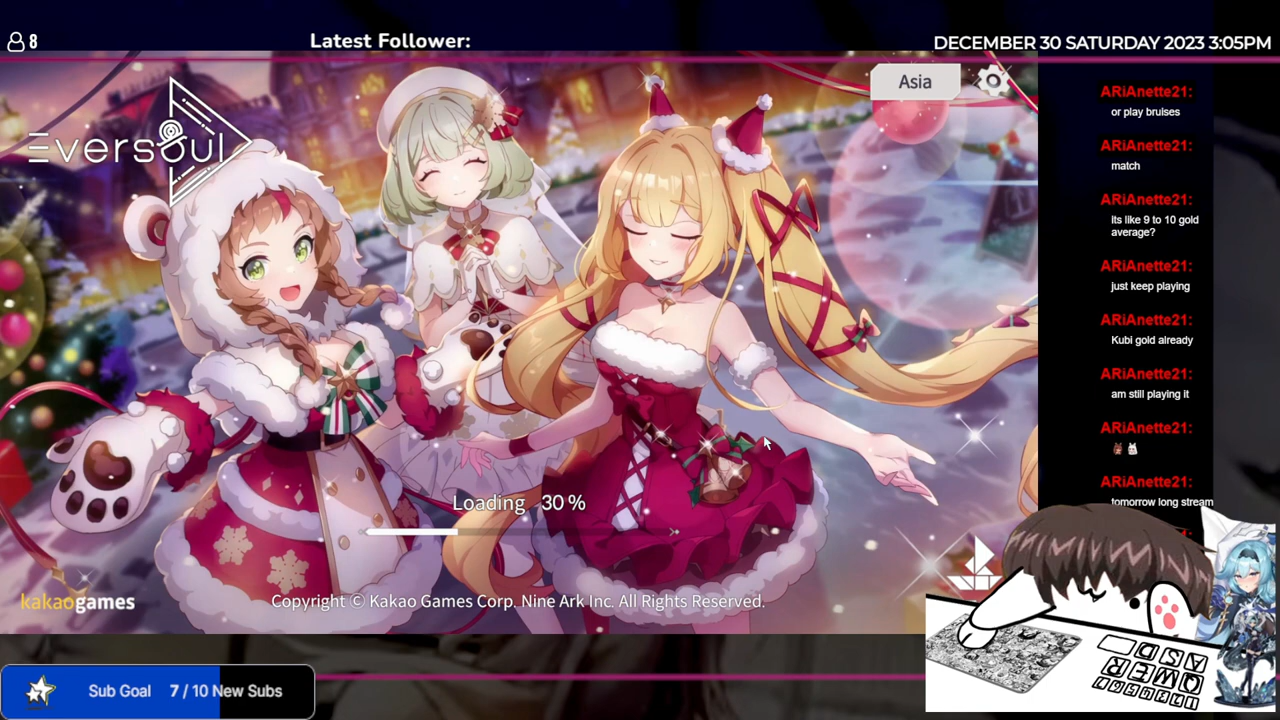 8
Latest Follower:
DECEMBER 30 SATURDAY 2023 3:05PM
Eversoul
Asia
ARiAnette21:
or play bruises
ARiAnette21:
match
ARiAnette21:
its like 9 to 10 gold
average?
ARiAnette21:
just keep playing
ARiAnette21:
Kubi gold already
ARiAnette21:
am still playing it
ARiAnette21:
ARiAnette21:
tomorrow long stream
Loading 30 %
kakaogames
Copyright © Kakao Games Corp. Nine Ark Inc. All Rights Reserved.
Sub Goal 7 / 10 New Subs
A S D
Q W E R